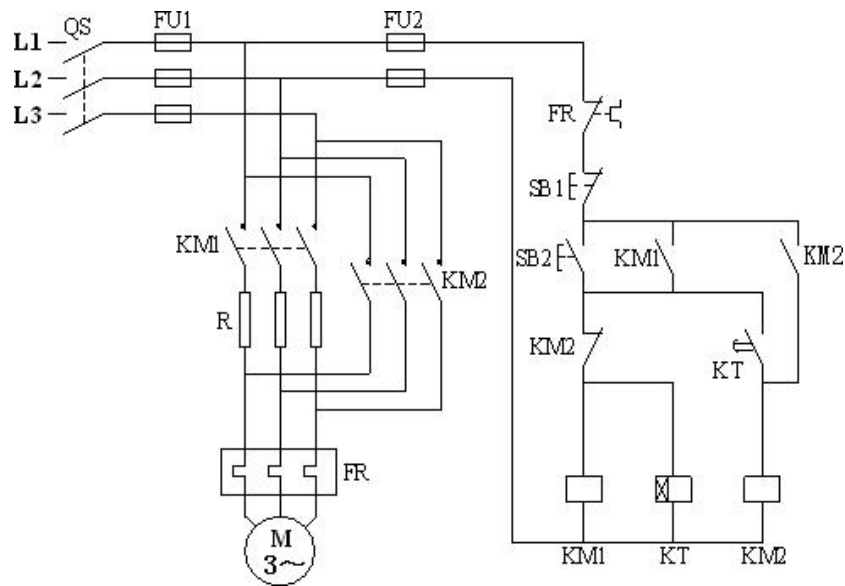 QS FU1 FU2
L1
L2
L3
FR
SB1
KM1 SB2 KM1 KM2
KM2
R KM2
KT
FR
M
3~
KM1 KT KM2